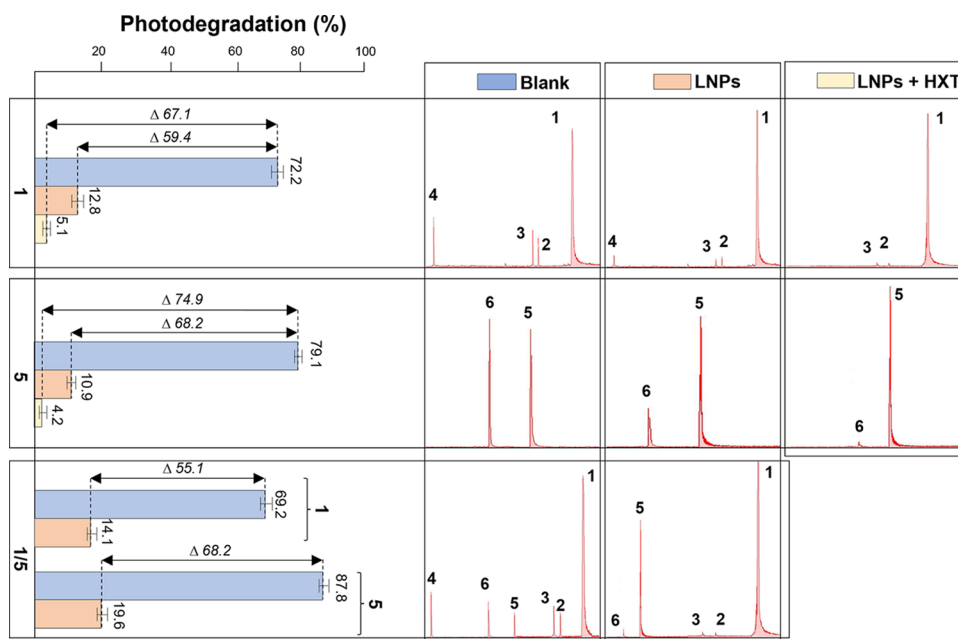 Photodegradation (%)
20 40 60 80 100
Blank
LNPs
LNPs + HXT
1
Δ 67.1
Δ 59.4
72.2
12.8
5.1
4 3 2 1
4 3 2 1
3 2 1
5
Δ 74.9
Δ 68.2
79.1
10.9
4.2
6 5
6 5
6 5
1/5
Δ 55.1
69.2
14.1
1
Δ 68.2
87.8
19.6
5
4 6 5 3 2 1
6 5 3 2 1